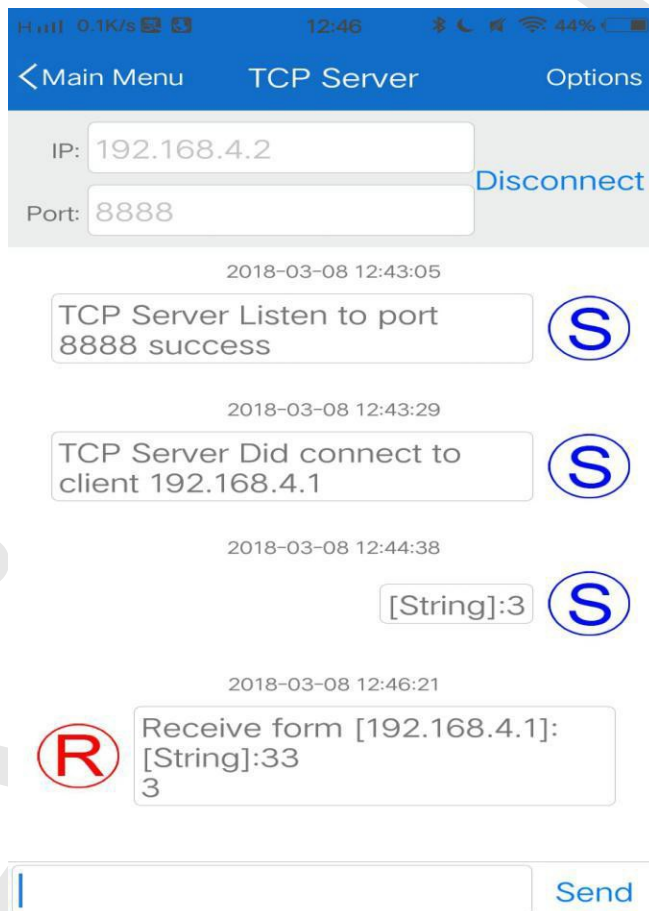 0.1K/s 12:46 44%
Main Menu TCP Server Options
IP: 192.168.4.2
Disconnect
Port: 8888
2018-03-08 12:43:05
TCP Server Listen to port
8888 success
S
2018-03-08 12:43:29
TCP Server Did connect to
client 192.168.4.1
S
2018-03-08 12:44:38
[String]:3
S
2018-03-08 12:46:21
R
Receive form [192.168.4.1]:
[String]:33
3
Send